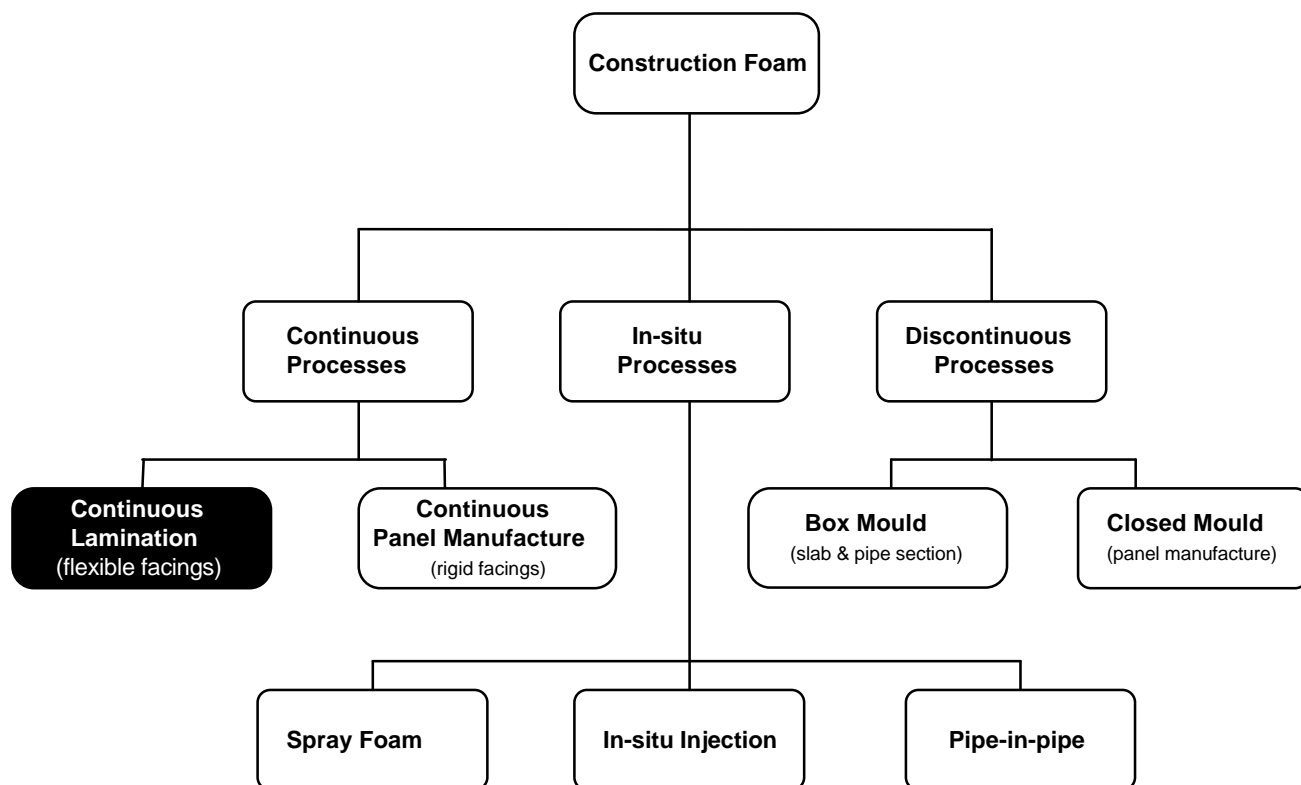 Construction Foam
Continuous
Processes
In-situ
Processes
Discontinuous
Processes
Continuous
Lamination
(flexible facings)
Continuous
Panel Manufacture
(rigid facings)
Box Mould
(slab & pipe section)
Closed Mould
(panel manufacture)
Spray Foam
In-situ Injection
Pipe-in-pipe